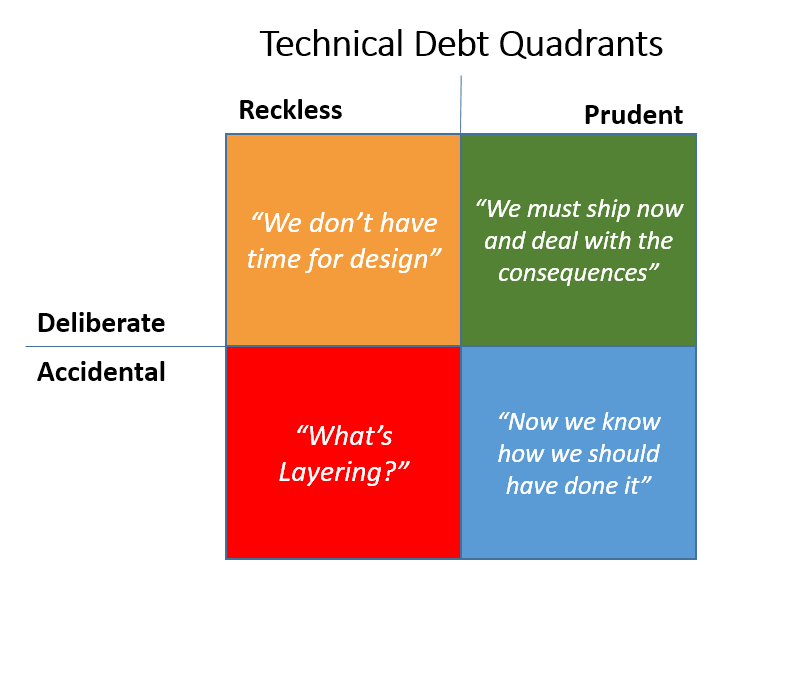 Technical Debt Quadrants
Reckless
Prudent
“We don’t have
time for design”
“We must ship now
and deal with the
consequences”
Deliberate
Accidental
“What’s
Layering?”
“Now we know
how we should
have done it”